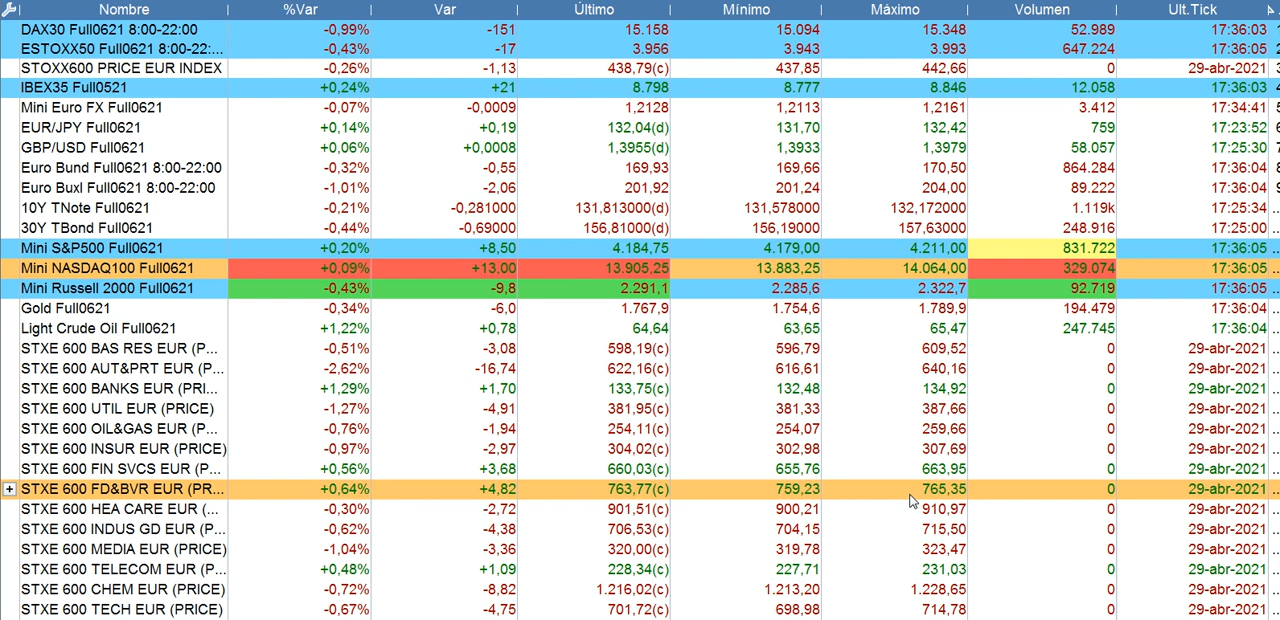 Nombre %Var Var Último Mínimo Máximo Volumen Ult.Tick
DAX30 Full0621 8:00-22:00 -0,99% -151 15.158 15.094 15.348 52.989 17:36:03
ESTOXX50 Full0621 8:00-22:... -0,43% -17 3.956 3.943 3.993 647.224 17:36:05
STOXX600 PRICE EUR INDEX -0,26% -1,13 438,79(c) 437,85 442,66 0 29-abr-2021
IBEX35 Full0521 +0,24% +21 8.798 8.777 8.846 12.058 17:36:03
Mini Euro FX Full0621 -0,07% -0,0009 1,2128 1,2113 1,2161 3.412 17:34:41
EUR/JPY Full0621 +0,14% +0,19 132,04(d) 131,70 132,42 759 17:23:52
GBP/USD Full0621 +0,06% +0,0008 1,3955(d) 1,3933 1,3979 58.057 17:25:30
Euro Bund Full0621 8:00-22:00 -0,32% -0,55 169,93 169,66 170,50 864.284 17:36:04
Euro Buxl Full0621 8:00-22:00 -1,01% -2,06 201,92 201,24 204,00 89.222 17:36:04
10Y TNote Full0621 -0,21% -0,281000 131,813000(d) 131,578000 132,172000 1.119k 17:25:34
30Y TBond Full0621 -0,44% -0,69000 156,81000(d) 156,19000 157,63000 248.916 17:25:00
Mini S&P500 Full0621 +0,20% +8,50 4.184,75 4.179,00 4.211,00 831.722 17:36:05
Mini NASDAQ100 Full0621 +0,09% +13,00 13.905,25 13.883,25 14.064,00 329.074 17:36:05
Mini Russell 2000 Full0621 -0,43% -9,8 2.291,1 2.285,6 2.322,7 92.719 17:36:05
Gold Full0621 -0,34% -6,0 1.767,9 1.754,6 1.789,9 194.479 17:36:04
Light Crude Oil Full0621 +1,22% +0,78 64,64 63,65 65,47 247.745 17:36:04
STXE 600 BAS RES EUR (P... -0,51% -3,08 598,19(c) 596,79 609,52 0 29-abr-2021
STXE 600 AUT&PRT EUR (P... -2,62% -16,74 622,16(c) 616,61 640,16 0 29-abr-2021
STXE 600 BANKS EUR (PRI... +1,29% +1,70 133,75(c) 132,48 134,92 0 29-abr-2021
STXE 600 UTIL EUR (PRICE) -1,27% -4,91 381,95(c) 381,33 387,66 0 29-abr-2021
STXE 600 OIL&GAS EUR (P... -0,76% -1,94 254,11(c) 254,07 259,66 0 29-abr-2021
STXE 600 INSUR EUR (PRICE) -0,97% -2,97 304,02(c) 302,98 307,69 0 29-abr-2021
STXE 600 FIN SVCS EUR (P... +0,56% +3,68 660,03(c) 655,76 663,95 0 29-abr-2021
STXE 600 FD&BVR EUR (PR... +0,64% +4,82 763,77(c) 759,23 765,35 0 29-abr-2021
STXE 600 HEA CARE EUR (... -0,30% -2,72 901,51(c) 900,21 910,97 0 29-abr-2021
STXE 600 INDUS GD EUR (P... -0,62% -4,38 706,53(c) 704,15 715,50 0 29-abr-2021
STXE 600 MEDIA EUR (PRICE) -1,04% -3,36 320,00(c) 319,78 323,47 0 29-abr-2021
STXE 600 TELECOM EUR (P... +0,48% +1,09 228,34(c) 227,71 231,03 0 29-abr-2021
STXE 600 CHEM EUR (PRICE) -0,72% -8,82 1.216,02(c) 1.213,20 1.228,65 0 29-abr-2021
STXE 600 TECH EUR (PRICE) -0,67% -4,75 701,72(c) 698,98 714,78 0 29-abr-2021